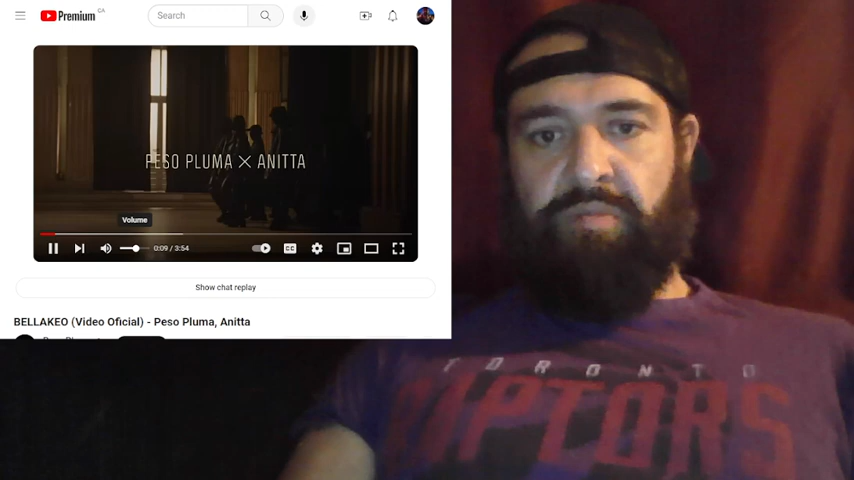 Premium CA
Search
PESO PLUMA X ANITTA
Volume
0:09 / 3:54
CC
Show chat replay
BELLAKEO (Video Oficial) - Peso Pluma, Anitta
TORONTO
RAPTORS